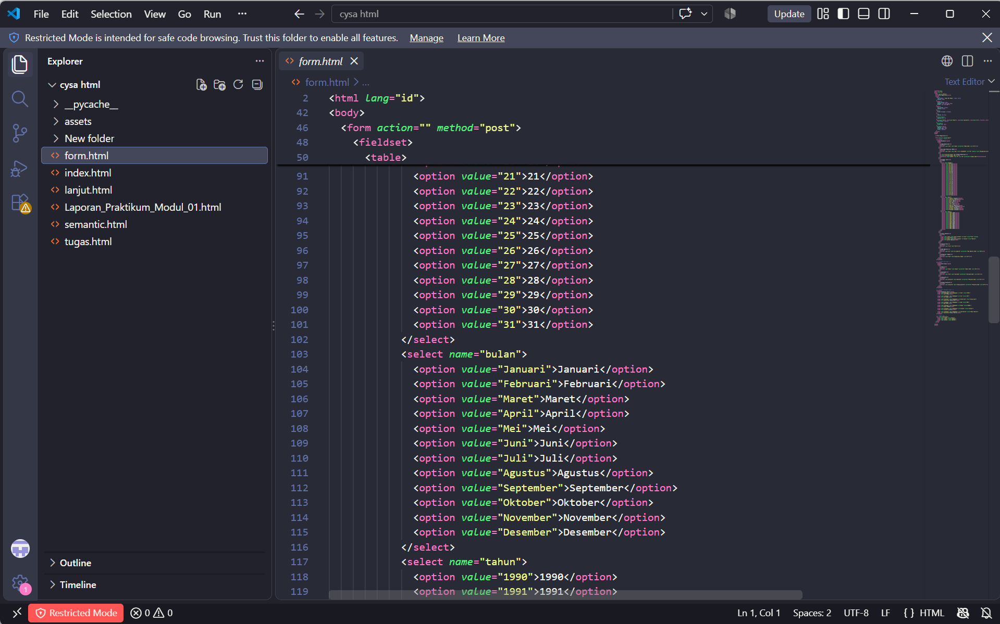 File Edit Selection View Go Run ··· cysa html Update
Restricted Mode is intended for safe code browsing. Trust this folder to enable all features. Manage Learn More
Explorer
cysa html
__pycache__
assets
New folder
form.html
index.html
lanjut.html
Laporan_Praktikum_Modul_01.html
semantic.html
tugas.html
Outline
Timeline
1
form.html
form.html > ...
Text Editor
2 <html lang="id">
42 <body>
46 <form action="" method="post">
48 <fieldset>
50 <table>
91 <option value="21">21</option>
92 <option value="22">22</option>
93 <option value="23">23</option>
94 <option value="24">24</option>
95 <option value="25">25</option>
96 <option value="26">26</option>
97 <option value="27">27</option>
98 <option value="28">28</option>
99 <option value="29">29</option>
100 <option value="30">30</option>
101 <option value="31">31</option>
102 </select>
103 <select name="bulan">
104 <option value="Januari">Januari</option>
105 <option value="Februari">Februari</option>
106 <option value="Maret">Maret</option>
107 <option value="April">April</option>
108 <option value="Mei">Mei</option>
109 <option value="Juni">Juni</option>
110 <option value="Juli">Juli</option>
111 <option value="Agustus">Agustus</option>
112 <option value="September">September</option>
113 <option value="Oktober">Oktober</option>
114 <option value="November">November</option>
115 <option value="Desember">Desember</option>
116 </select>
117 <select name="tahun">
118 <option value="1990">1990</option>
119 <option value="1991">1991</option>
Restricted Mode 0 0 Ln 1, Col 1 Spaces: 2 UTF-8 LF { } HTML